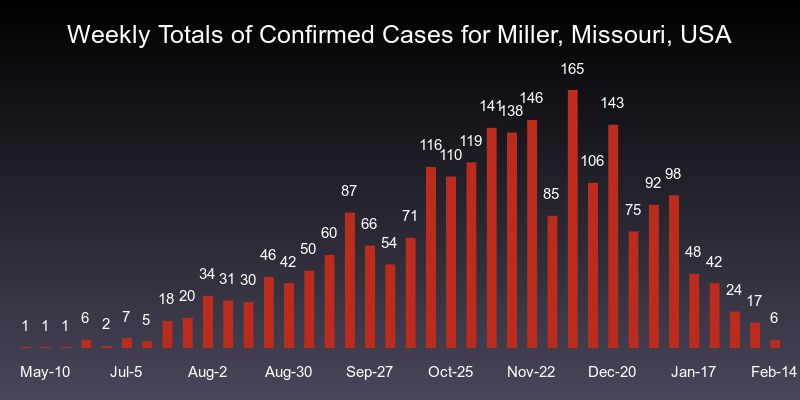 Weekly Totals of Confirmed Cases for Miller, Missouri, USA
1 1 1 6 2 7 5 18 20 34 31 30 46 42 50 60 87 66 54 71 116 110 119 141 138 146 85 165 106 143 75 92 98 48 42 24 17 6
May-10 Jul-5 Aug-2 Aug-30 Sep-27 Oct-25 Nov-22 Dec-20 Jan-17 Feb-14